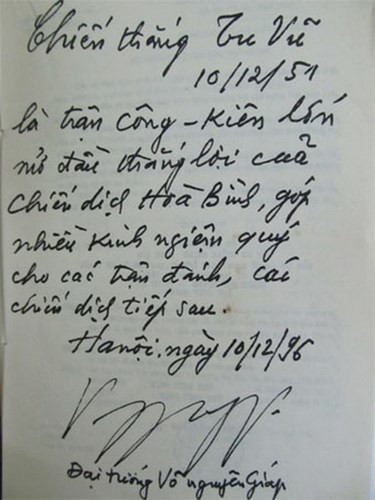 Chiến thắng Tu Vũ
10/12/51
là trận công-Kiên lớn
mở đầu thắng lợi cuả
chiến dịch Hoà Bình, góp
nhiều kinh ngiệm quý
cho các trận đánh, các
chiến dịch tiếp sau.
Hanội, ngày 10/12/96
Đại tướng Võ nguyên Giáp